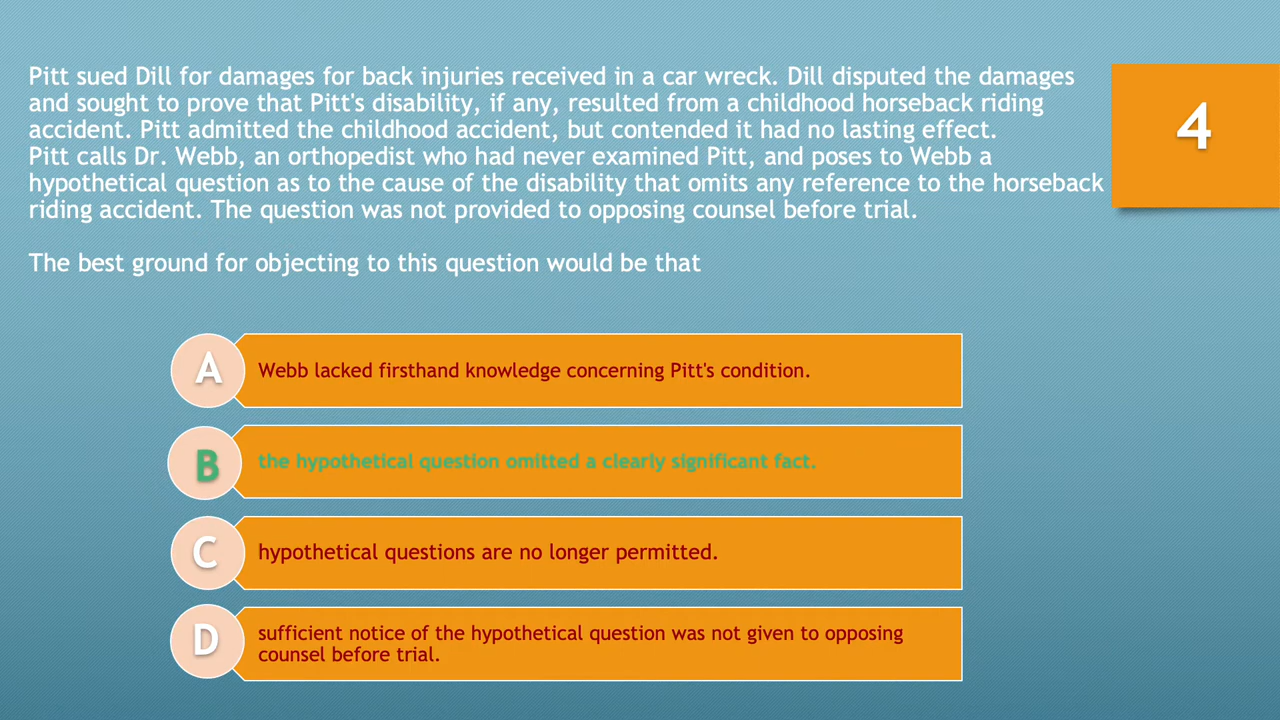 Pitt sued Dill for damages for back injuries received in a car wreck. Dill disputed the damages
and sought to prove that Pitt's disability, if any, resulted from a childhood horseback riding
accident. Pitt admitted the childhood accident, but contended it had no lasting effect.
Pitt calls Dr. Webb, an orthopedist who had never examined Pitt, and poses to Webb a
hypothetical question as to the cause of the disability that omits any reference to the horseback
riding accident. The question was not provided to opposing counsel before trial.
4
The best ground for objecting to this question would be that
A
Webb lacked firsthand knowledge concerning Pitt's condition.
B
the hypothetical question omitted a clearly significant fact.
C
hypothetical questions are no longer permitted.
D
sufficient notice of the hypothetical question was not given to opposing
counsel before trial.